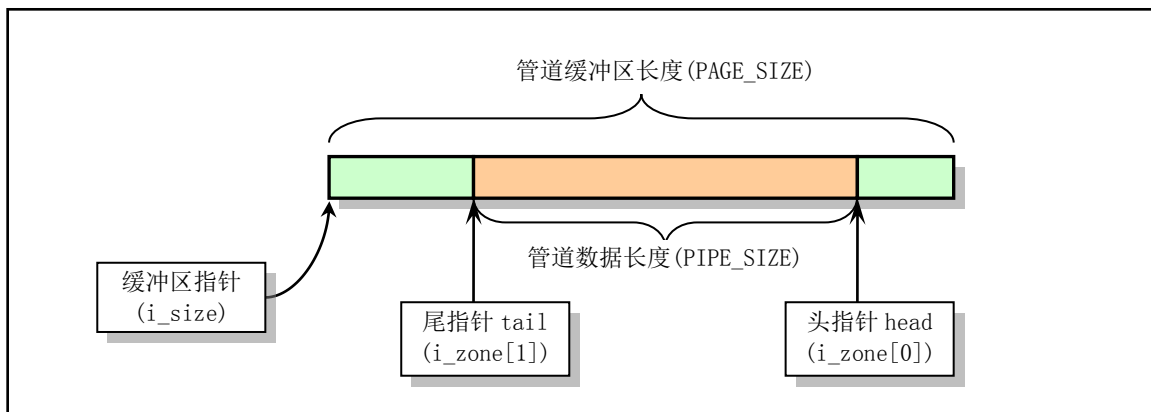 管道缓冲区长度(PAGE_SIZE)
管道数据长度(PIPE_SIZE)
缓冲区指针
(i_size)
尾指针 tail
(i_zone[1])
头指针 head
(i_zone[0])